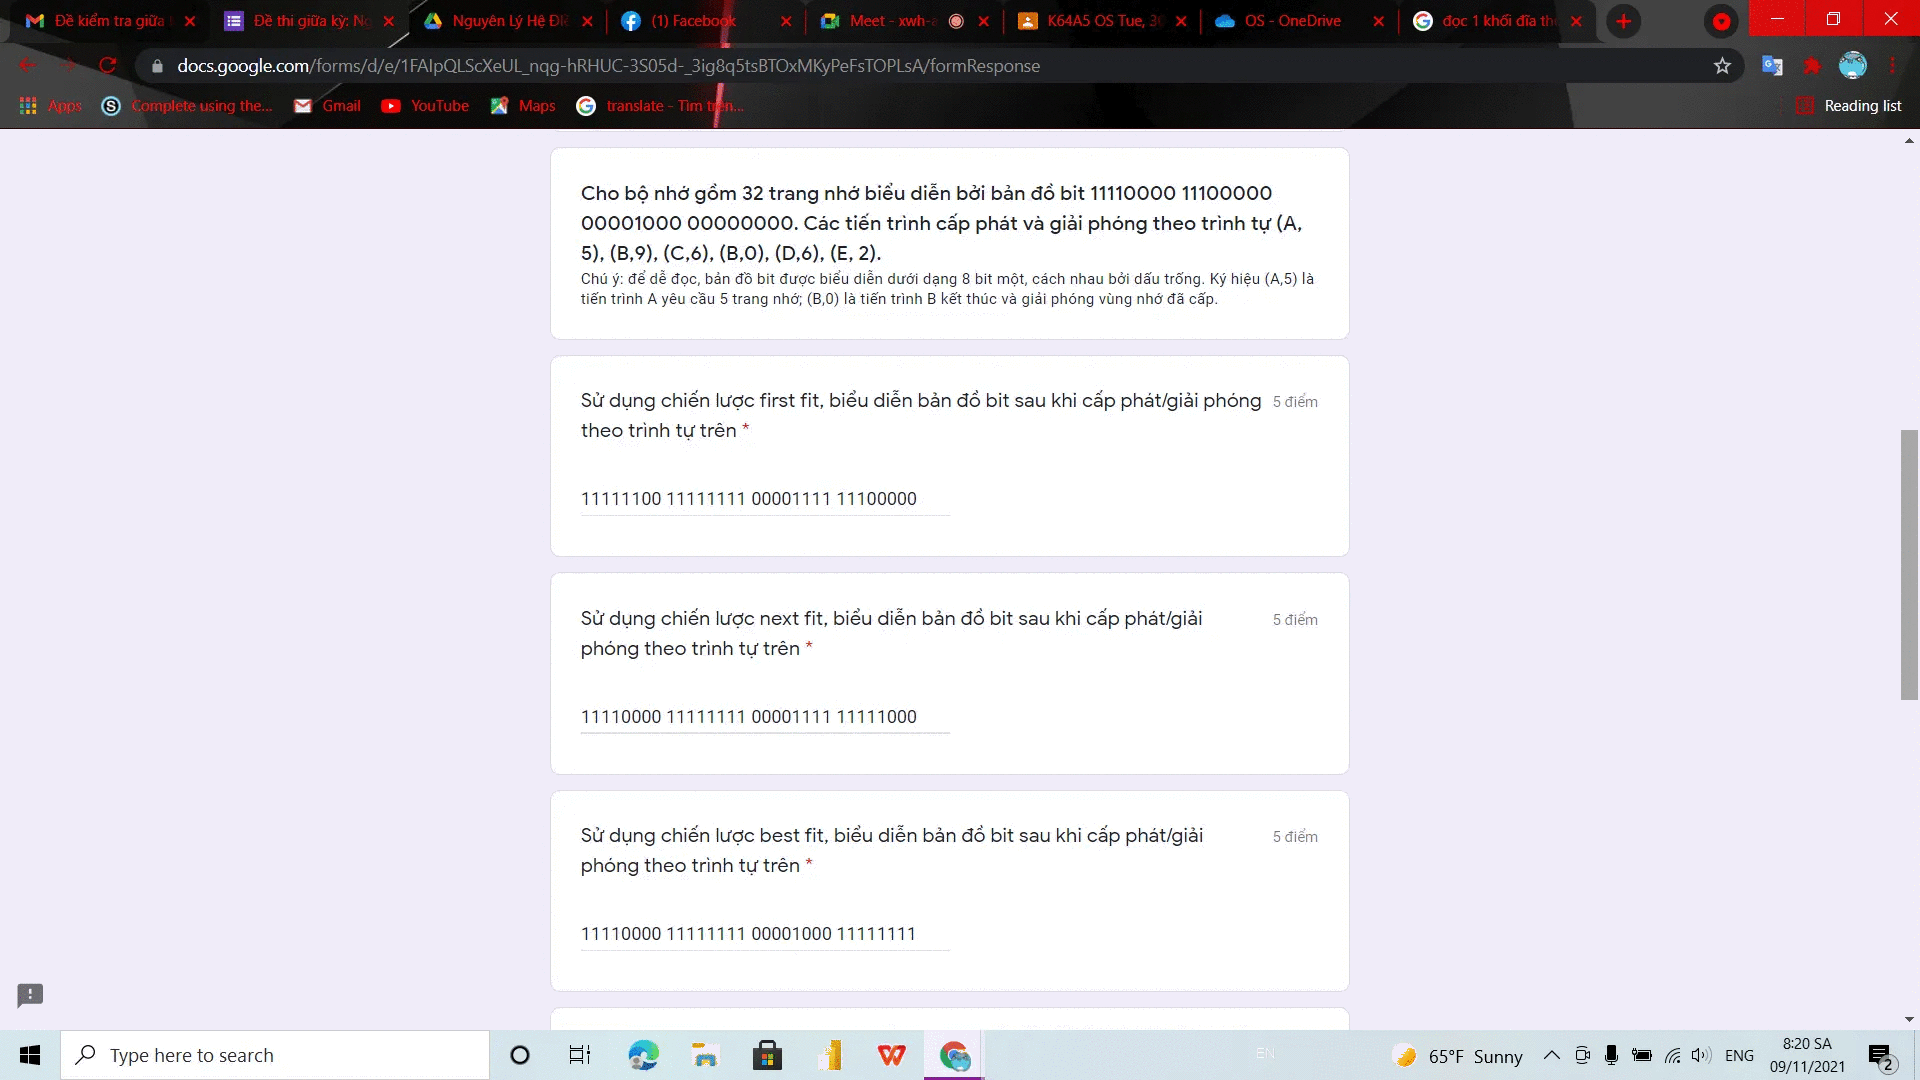 Đề kiểm tra giữa
Đề thi giữa kỳ: Ng
Nguyên Lý Hệ Điề
(1) Facebook
Meet - xwh-a
K64A5 OS Tue, 30
OS - OneDrive
đọc 1 khối đĩa th
docs.google.com/forms/d/e/1FAIpQLScXeUL_nqg-hRHUC-3S05d-_3ig8q5tsBTOxMKyPeFsTOPLsA/formResponse
Apps
Complete using the...
Gmail
YouTube
Maps
translate - Tìm trên...
Reading list
Cho bộ nhớ gồm 32 trang nhớ biểu diễn bởi bản đồ bit 11110000 11100000
00001000 00000000. Các tiến trình cấp phát và giải phóng theo trình tự (A,
5), (B,9), (C,6), (B,0), (D,6), (E, 2).
Chú ý: để dễ đọc, bản đồ bit được biểu diễn dưới dạng 8 bit một, cách nhau bởi dấu trống. Ký hiệu (A,5) là
tiến trình A yêu cầu 5 trang nhớ; (B,0) là tiến trình B kết thúc và giải phóng vùng nhớ đã cấp.
Sử dụng chiến lược first fit, biểu diễn bản đồ bit sau khi cấp phát/giải phóng 5 điểm
theo trình tự trên *
11111100 11111111 00001111 11100000
Sử dụng chiến lược next fit, biểu diễn bản đồ bit sau khi cấp phát/giải 5 điểm
phóng theo trình tự trên *
11110000 11111111 00001111 11111000
Sử dụng chiến lược best fit, biểu diễn bản đồ bit sau khi cấp phát/giải 5 điểm
phóng theo trình tự trên *
11110000 11111111 00001000 11111111
Type here to search
EN
65°F Sunny
ENG
8:20 SA
09/11/2021
2